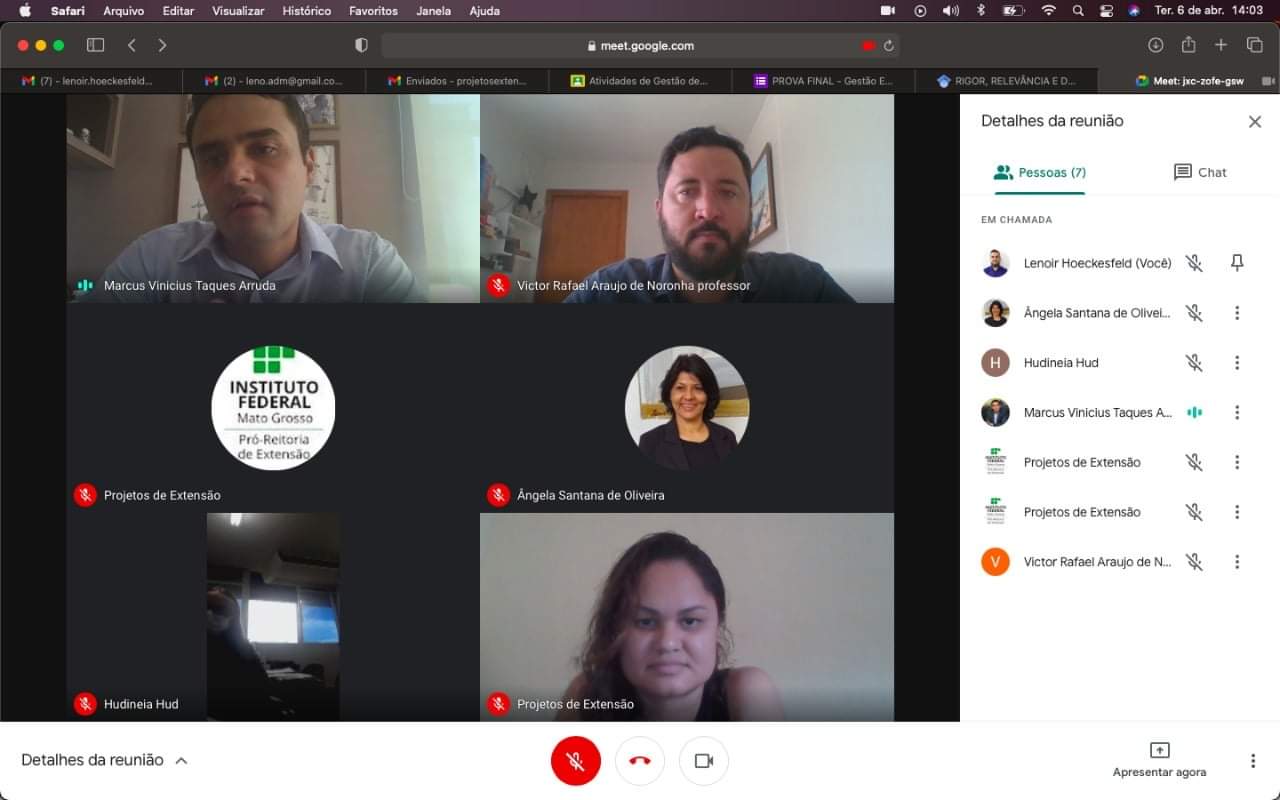 Safari Arquivo Editar Visualizar Histórico Favoritos Janela Ajuda Ter. 6 de abr. 14:03
meet.google.com
(7) - lenoir.hoeckesfeld... (2) - leno.adm@gmail.co... Enviados - projetosexten... Atividades de Gestão de... PROVA FINAL - Gestão E... RIGOR, RELEVÂNCIA E D... Meet: jxc-zofe-gsw
Detalhes da reunião
Pessoas (7) Chat
EM CHAMADA
Lenoir Hoeckesfeld (Você)
Ângela Santana de Olivei...
H Hudineia Hud
Marcus Vinicius Taques A...
Projetos de Extensão
Projetos de Extensão
V Victor Rafael Araujo de N...
Marcus Vinicius Taques Arruda
Victor Rafael Araujo de Noronha professor
INSTITUTO
FEDERAL
Mato Grosso
Pró-Reitoria
de Extensão
Projetos de Extensão
Ângela Santana de Oliveira
Hudineia Hud
Projetos de Extensão
Detalhes da reunião
Apresentar agora